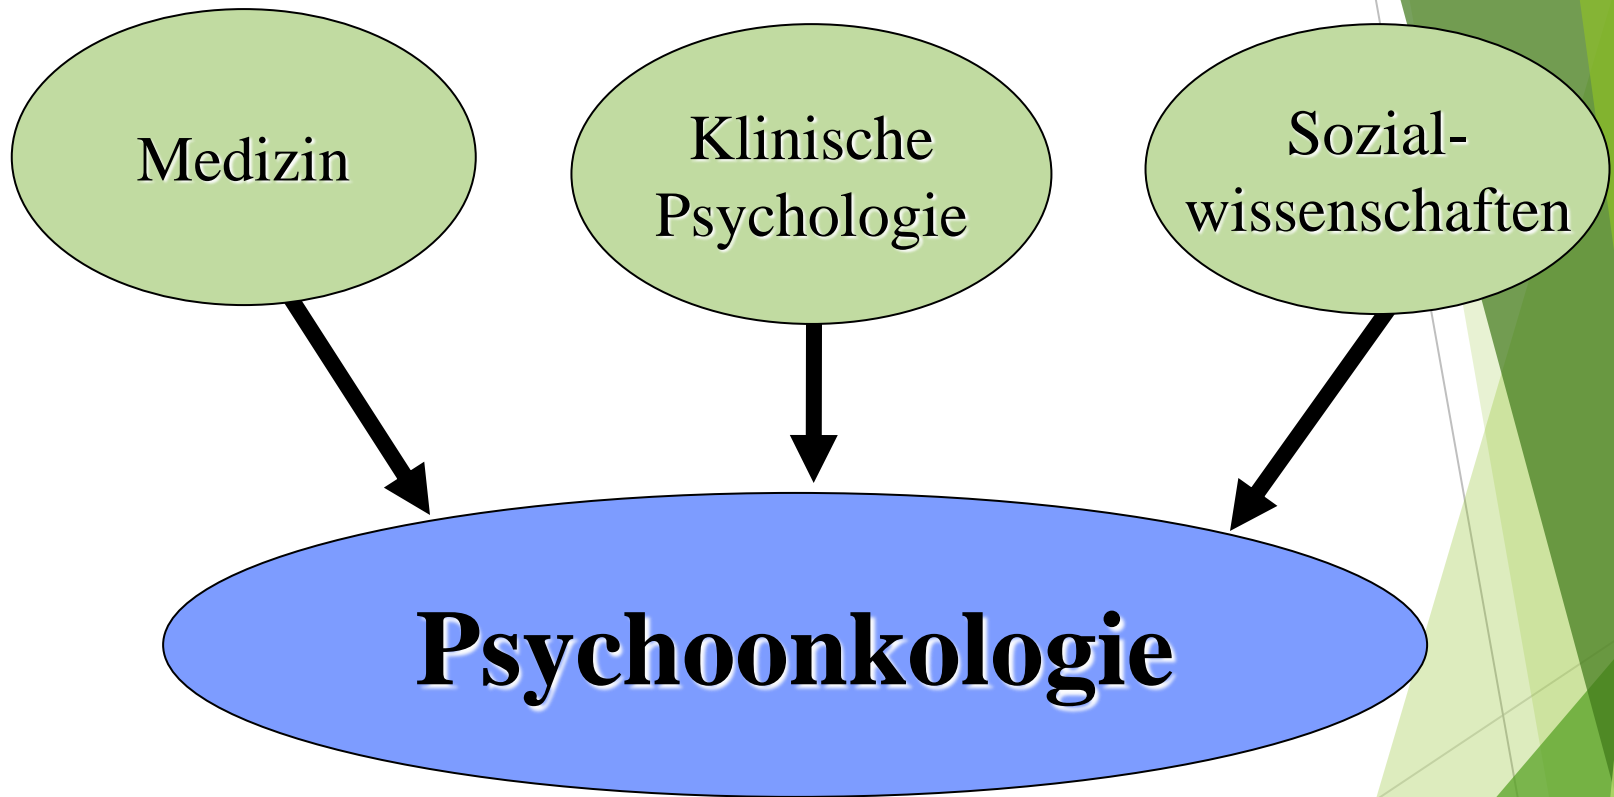 Medizin
Klinische
Psychologie
Sozial-
wissenschaften
Psychoonkologie